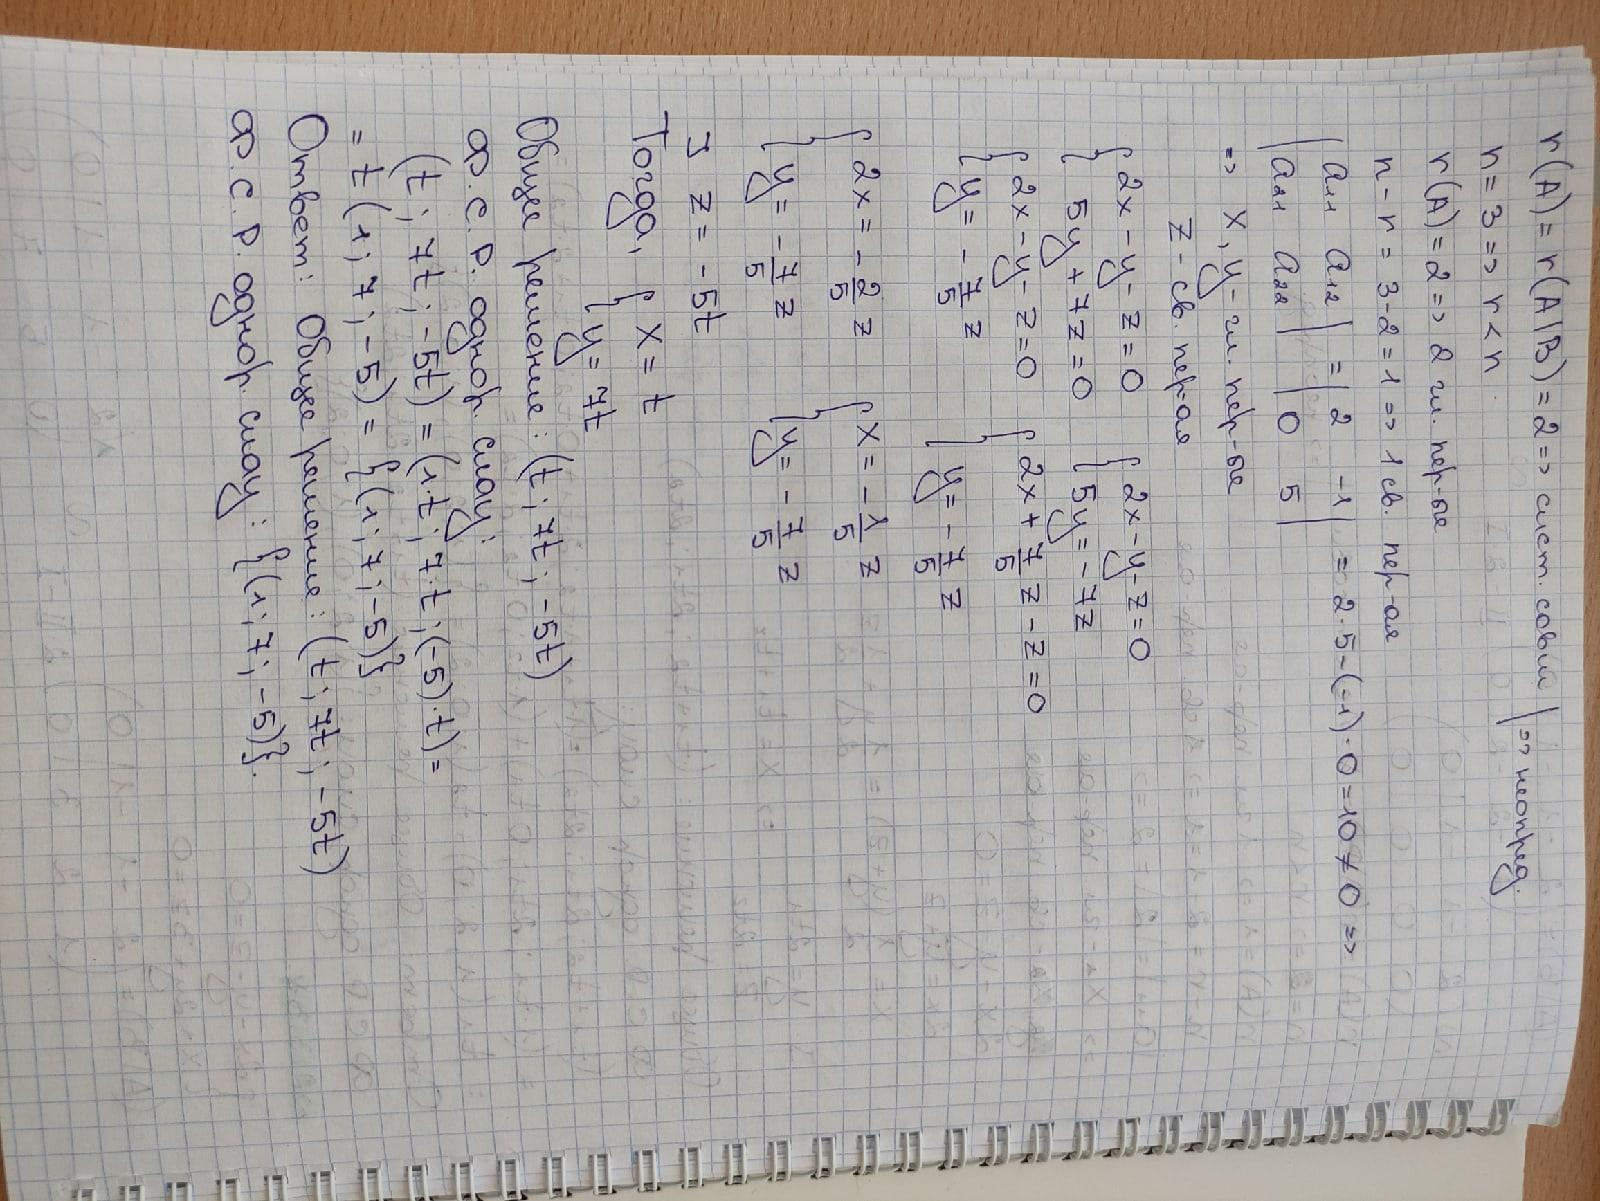 r(A) = r(A|B) = 2 => сист. совм. | => неопред.
n = 3 => r < n
r(A) = 2 => 2 гл. пер-ые
n - r = 3 - 2 = 1 => 1 св. пер-ая
|a11 a12| = |2 -1| = 2·5 - (-1)·0 = 10 ≠ 0 =>
|a21 a22| |0 5|
=> x, y - гл. пер-ые
z - св. пер-ая
{2x - y - z = 0 {2x - y - z = 0
{5y + 7z = 0 {5y = -7z
{2x - y - z = 0 {2x + 7/5 z - z = 0
{y = -7/5 z {y = -7/5 z
{2x = -2/5 z {x = -1/5 z
{y = -7/5 z {y = -7/5 z
З z = -5t
Тогда, {x = t
{y = 7t
Общее решение: (t; 7t; -5t)
Ф.С.Р. однор. слау:
(t; 7t; -5t) = (1·t; 7·t; (-5)·t) =
= t(1; 7; -5) = {(1; 7; -5)}
Ответ: Общее решение: (t; 7t; -5t)
Ф.С.Р. однор. слау: {(1; 7; -5)}.